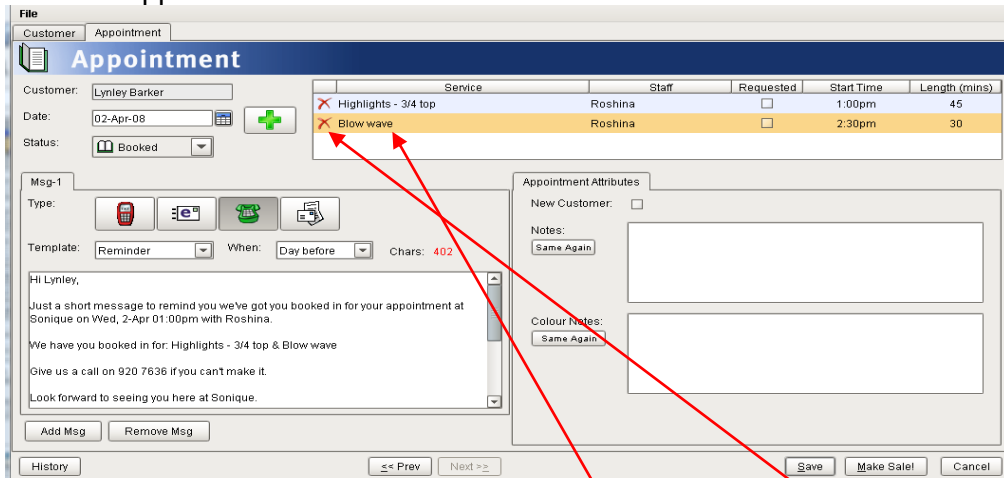 File
Customer Appointment
Appointment
Customer: Lynley Barker
Date: 02-Apr-08
Status: Booked
Service Staff Requested Start Time Length (mins)
Highlights - 3/4 top Roshina 1:00pm 45
Blow wave Roshina 2:30pm 30
Msg-1
Type:
Template: Reminder When: Day before Chars: 402
Hi Lynley,
Just a short message to remind you we've got you booked in for your appointment at
Sonique on Wed, 2-Apr 01:00pm with Roshina.
We have you booked in for: Highlights - 3/4 top & Blow wave
Give us a call on 920 7636 if you can't make it.
Look forward to seeing you here at Sonique.
Add Msg Remove Msg
Appointment Attributes
New Customer:
Notes:
Same Again
Colour Notes:
Same Again
History << Prev Next >> Save Make Sale! Cancel